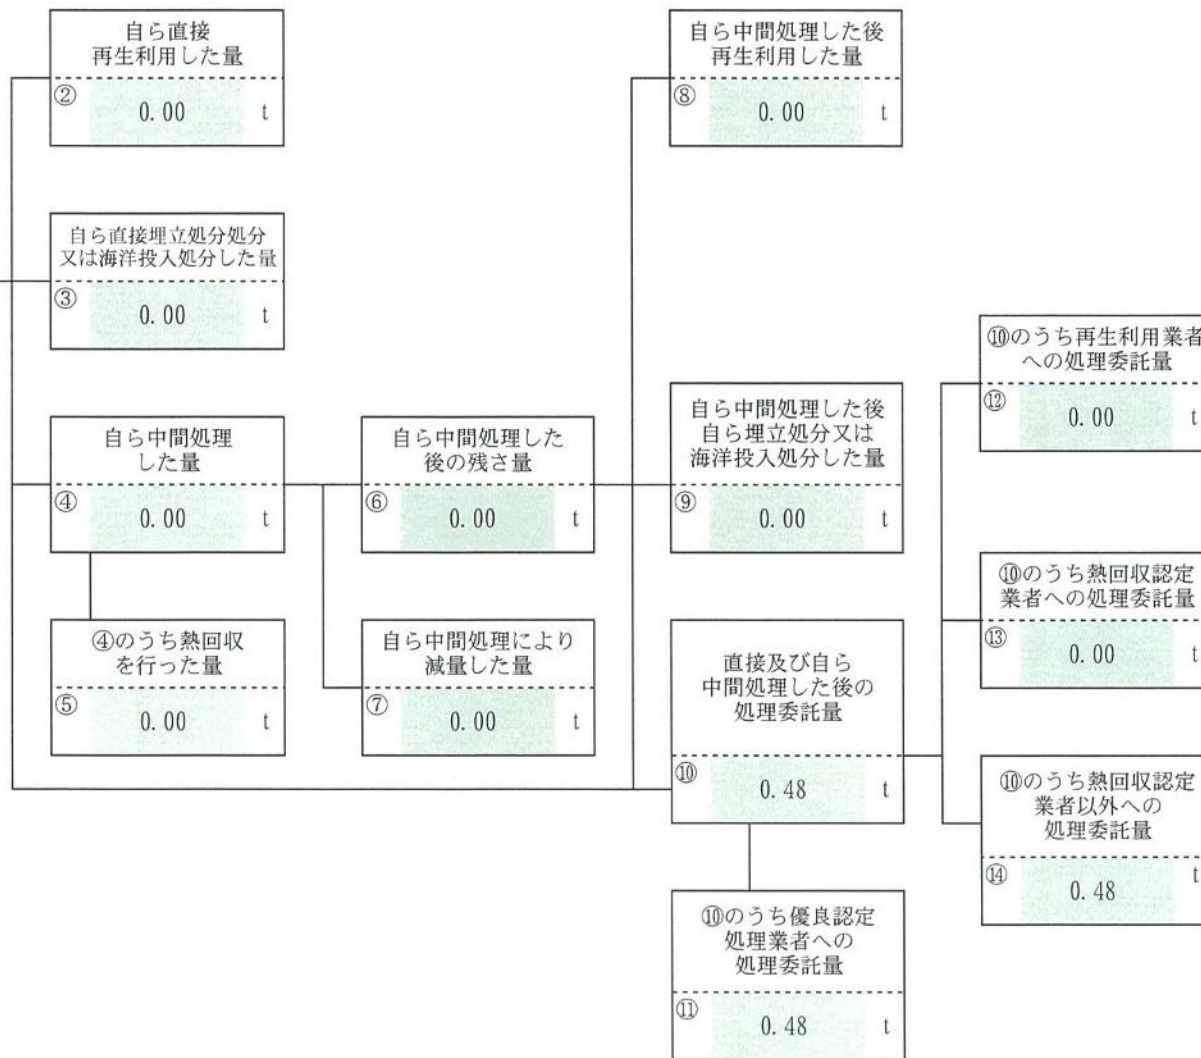 自ら直接
再生利用した量
② 0.00 t
自ら直接埋立処分処分
又は海洋投入処分した量
③ 0.00 t
自ら中間処理
した量
④ 0.00 t
④のうち熱回収
を行った量
⑤ 0.00 t
自ら中間処理した
後の残さ量
⑥ 0.00 t
自ら中間処理により
減量した量
⑦ 0.00 t
自ら中間処理した後
再生利用した量
⑧ 0.00 t
自ら中間処理した後
自ら埋立処分又は
海洋投入処分した量
⑨ 0.00 t
直接及び自ら
中間処理した後の
処理委託量
⑩ 0.48 t
⑩のうち優良認定
処理業者への
処理委託量
⑪ 0.48 t
⑩のうち再生利用業者
への処理委託量
⑫ 0.00 t
⑩のうち熱回収認定
業者への処理委託量
⑬ 0.00 t
⑩のうち熱回収認定
業者以外への
処理委託量
⑭ 0.48 t